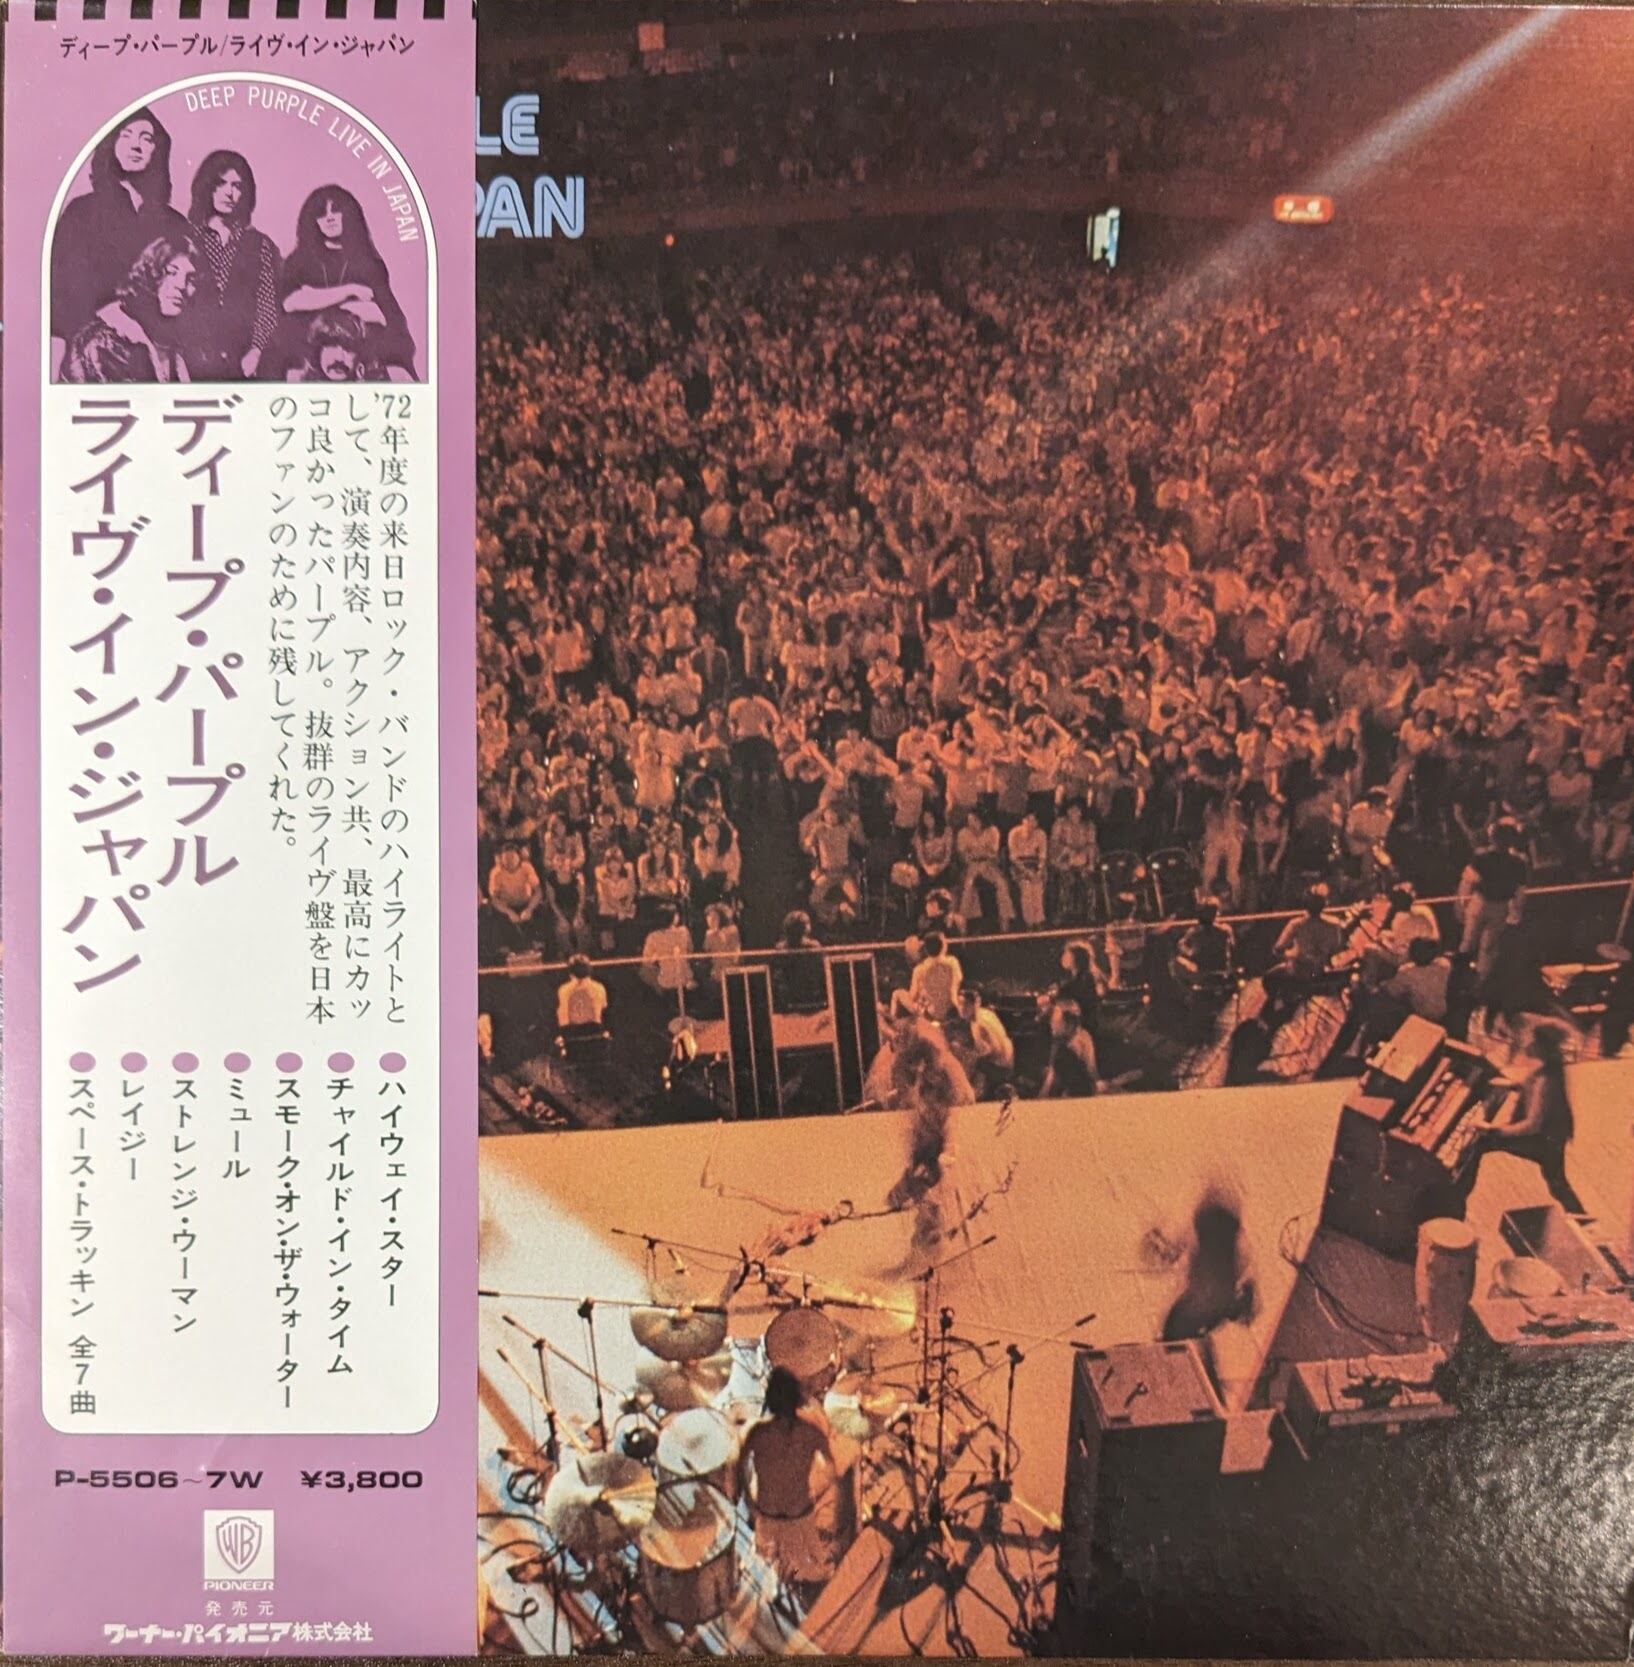 ディープ・パープル/ライヴ・イン・ジャパン
DEEP PURPLE LIVE IN JAPAN
LE
PAN
'72年度の来日ロック・バンドのハイライトと
して、演奏内容、アクション共、最高にカッ
コ良かったパープル。抜群のライヴ盤を日本
のファンのために残してくれた。
ディープ・パープル
ライヴ・イン・ジャパン
●ハイウェイ・スター
●チャイルド・イン・タイム
●スモーク・オン・ザ・ウォーター
●ミュール
●ストレンジ・ウーマン
●レイジー
●スペース・トラッキン 全7曲
P-5506~7W ¥3,800
WB
PIONEER
発売元
ワーナー・パイオニア株式会社